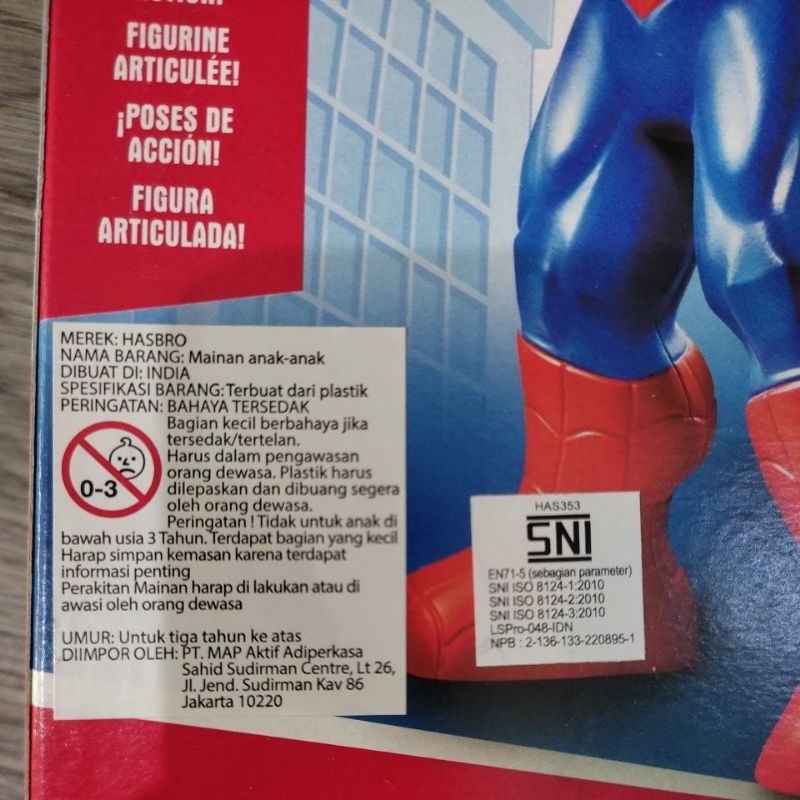 FIGURINE
ARTICULÉE!
¡POSES DE
ACCIÓN!
FIGURA
ARTICULADA!
MEREK: HASBRO
NAMA BARANG: Mainan anak-anak
DIBUAT DI: INDIA
SPESIFIKASI BARANG: Terbuat dari plastik
PERINGATAN: BAHAYA TERSEDAK
Bagian kecil berbahaya jika
tersedak/tertelan.
Harus dalam pengawasan
orang dewasa. Plastik harus
dilepaskan dan dibuang segera
oleh orang dewasa.
Peringatan ! Tidak untuk anak di
bawah usia 3 Tahun. Terdapat bagian yang kecil
Harap simpan kemasan karena terdapat
informasi penting
Perakitan Mainan harap di lakukan atau di
awasi oleh orang dewasa
0-3
UMUR: Untuk tiga tahun ke atas
DIIMPOR OLEH: PT. MAP Aktif Adiperkasa
Sahid Sudirman Centre, Lt 26,
Jl. Jend. Sudirman Kav 86
Jakarta 10220
HAS353
SNI
EN71-5 (sebagian parameter)
SNI ISO 8124-1:2010
SNI ISO 8124-2:2010
SNI ISO 8124-3:2010
LSPro-048-IDN
NPB : 2-136-133-220895-1